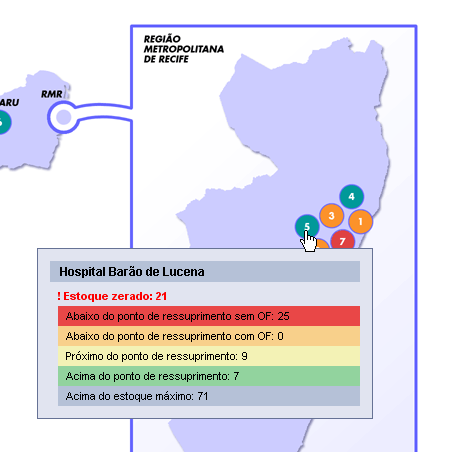 REGIÃO
METROPOLITANA
DE RECIFE
RMR
ARU
4
3
1
5
7
Hospital Barão de Lucena
! Estoque zerado: 21
Abaixo do ponto de ressuprimento sem OF: 25
Abaixo do ponto de ressuprimento com OF: 0
Próximo do ponto de ressuprimento: 9
Acima do ponto de ressuprimento: 7
Acima do estoque máximo: 71